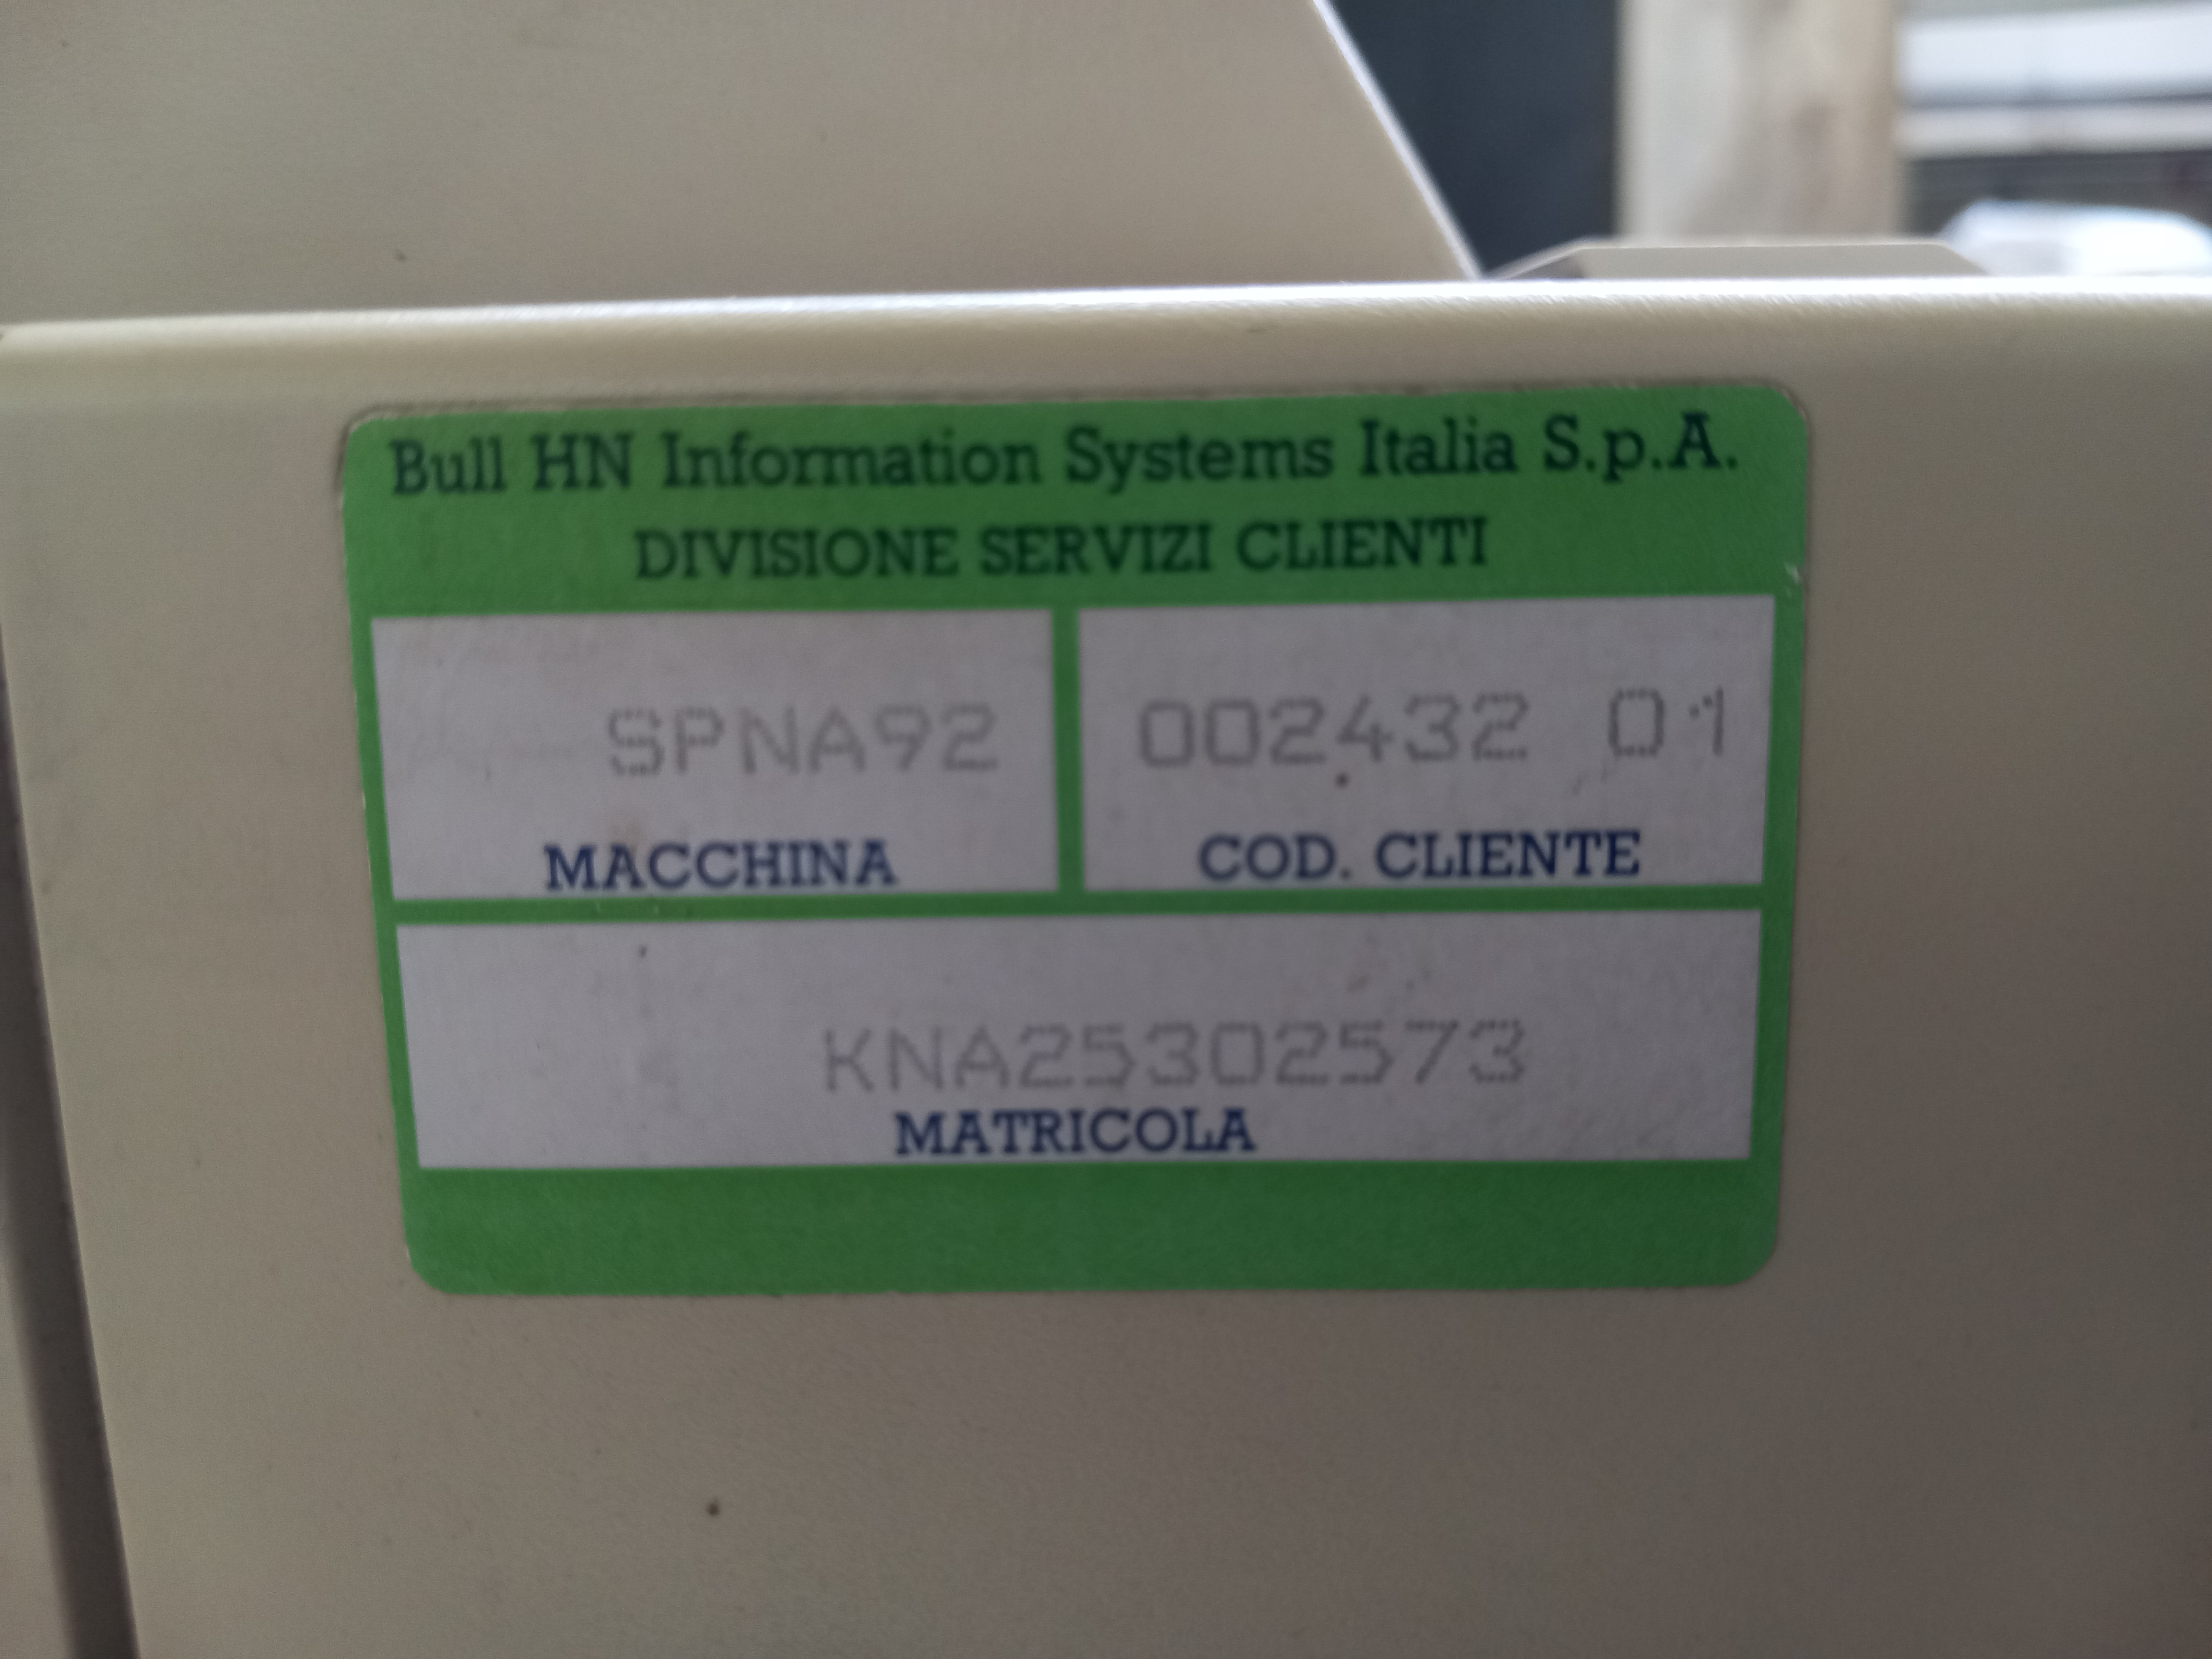 Bull HN Information Systems Italia S.p.A.
DIVISIONE SERVIZI CLIENTI
SPNA92
MACCHINA
002432 01
COD. CLIENTE
KNA25302573
MATRICOLA